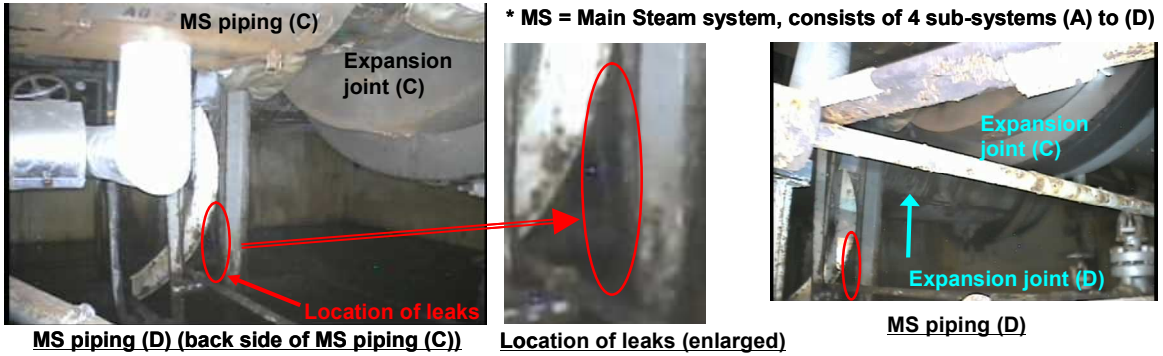 * MS = Main Steam system, consists of 4 sub-systems (A) to (D)
MS piping (C)
Expansion
joint (C)
Location of leaks
MS piping (D) (back side of MS piping (C))
Location of leaks (enlarged)
Expansion
joint (C)
Expansion joint (D)
MS piping (D)